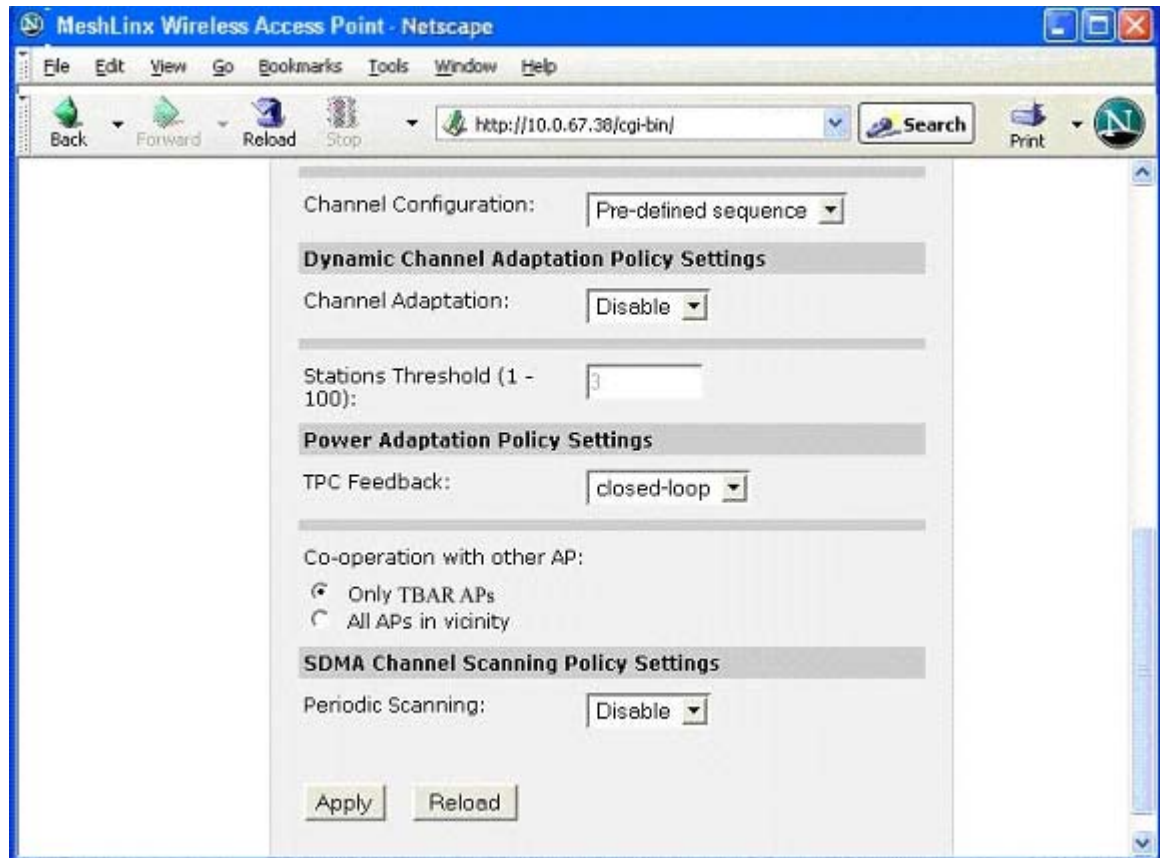 MeshLinx Wireless Access Point - Netscape
File Edit View Go Bookmarks Tools Window Help
Back Forward Reload Stop http://10.0.67.38/cgi-bin/ Search Print N
Channel Configuration: Pre-defined sequence
Dynamic Channel Adaptation Policy Settings
Channel Adaptation: Disable
Stations Threshold (1 -
100): 3
Power Adaptation Policy Settings
TPC Feedback: closed-loop
Co-operation with other AP:
Only TBAR APs
All APs in vicinity
SDMA Channel Scanning Policy Settings
Periodic Scanning: Disable
Apply Reload